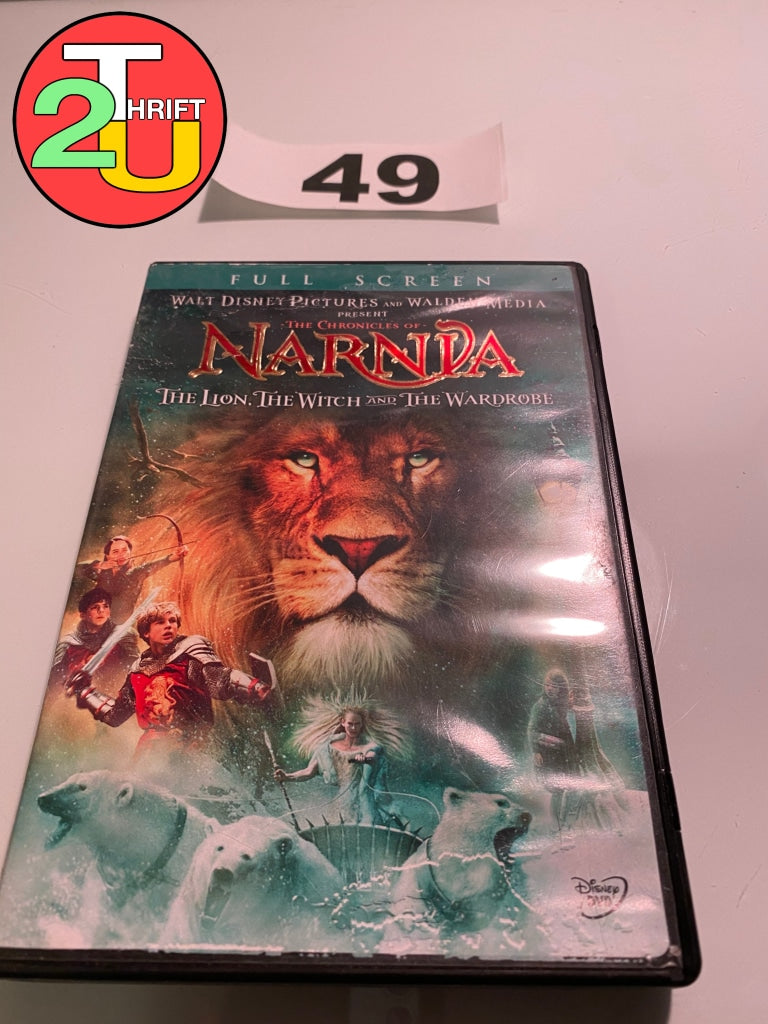 2
T
HRIFT
U
49
FULL SCREEN
WALT DISNEY PICTURES AND WALDEN MEDIA
PRESENT
THE CHRONICLES OF
NARNIA
THE LION, THE WITCH AND THE WARDROBE
DISNEY
DVD